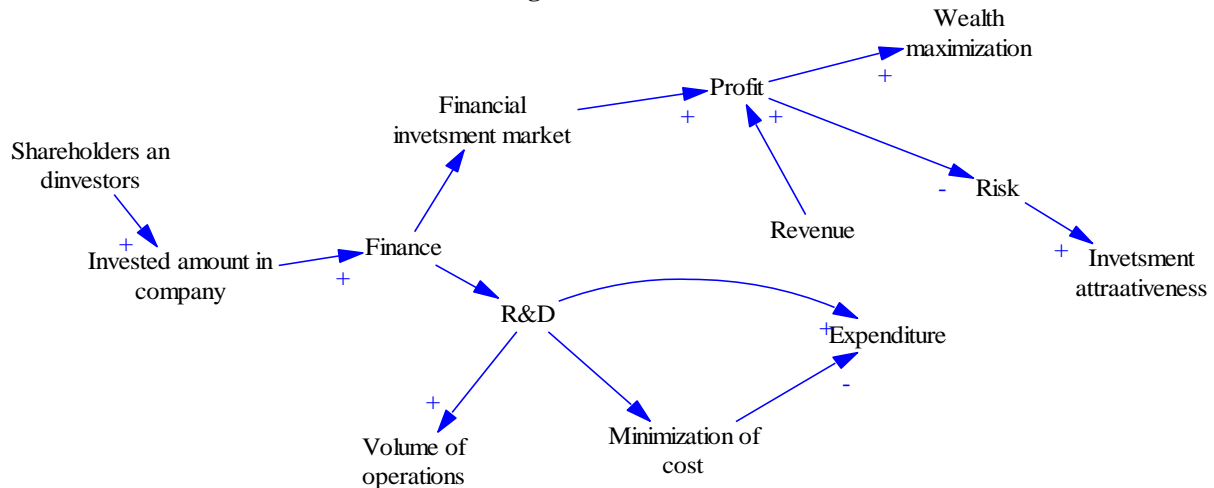 Wealth
maximization
+
Profit
+
+
Financial
invetsment market
Shareholders an
dinvestors
+
-
Risk
Revenue
Finance
+
Invested amount in
company
+
Invetsment
attraativeness
R&D
+
Expenditure
-
+
Volume of
operations
Minimization of
cost